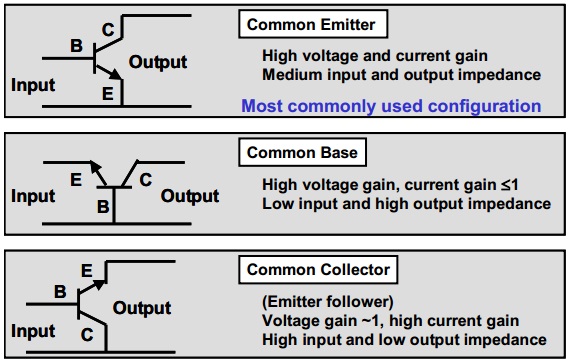 C
B
Output
Input
E
Common Emitter
High voltage and current gain
Medium input and output impedance
Most commonly used configuration
E
C
Input
Output
B
Common Base
High voltage gain, current gain ≤1
Low input and high output impedance
E
B
Output
Input
C
Common Collector
(Emitter follower)
Voltage gain ~1, high current gain
High input and low output impedance